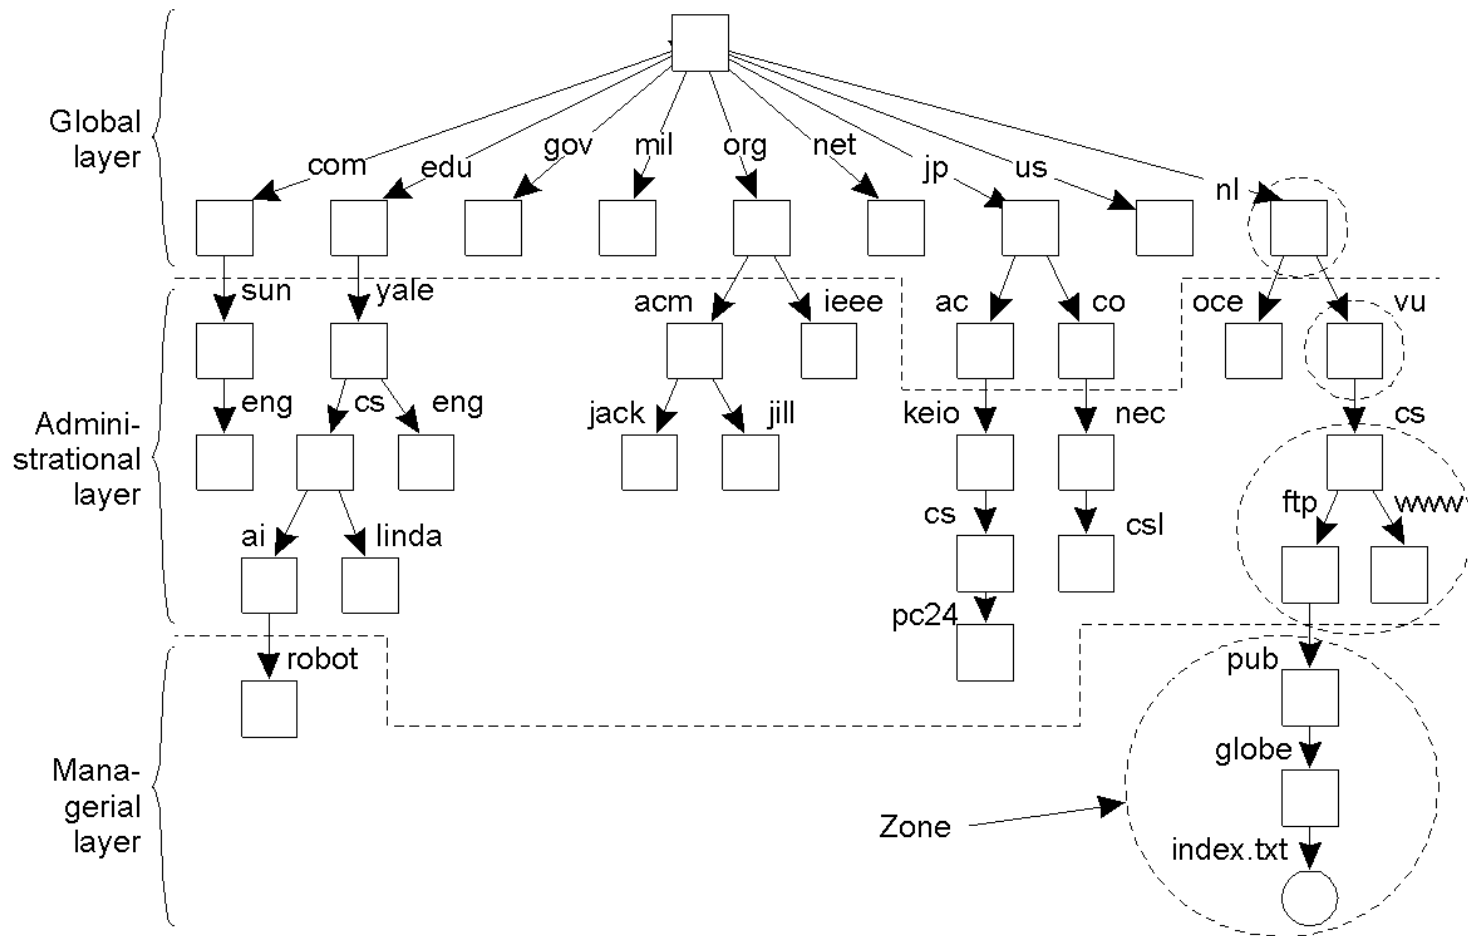 Global
layer
com
edu
gov
mil
org
net
jp
us
nl
sun
yale
acm
ieee
ac
co
oce
vu
Admini-
strational
layer
eng
cs
eng
jack
jill
keio
nec
cs
ai
linda
cs
csl
ftp
www
pc24
robot
pub
Mana-
gerial
layer
globe
Zone
index.txt